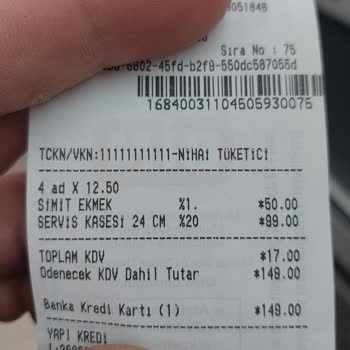 9051848
Sıra No : 75
6602-45fd-b2f9-550dc587055d
16840031104505930075
TCKN/VKN:11111111111-NİHAİ TÜKETİCİ
4 ad X 12.50
SİMİT EKMEK %1. *50.00
SERVİS KASESİ 24 CM %20 *99.00
TOPLAM KDV *17.00
Ödenecek KDV Dahil Tutar *149.00
Banka Kredi Kartı (1) *149.00
YAPI KREDİ